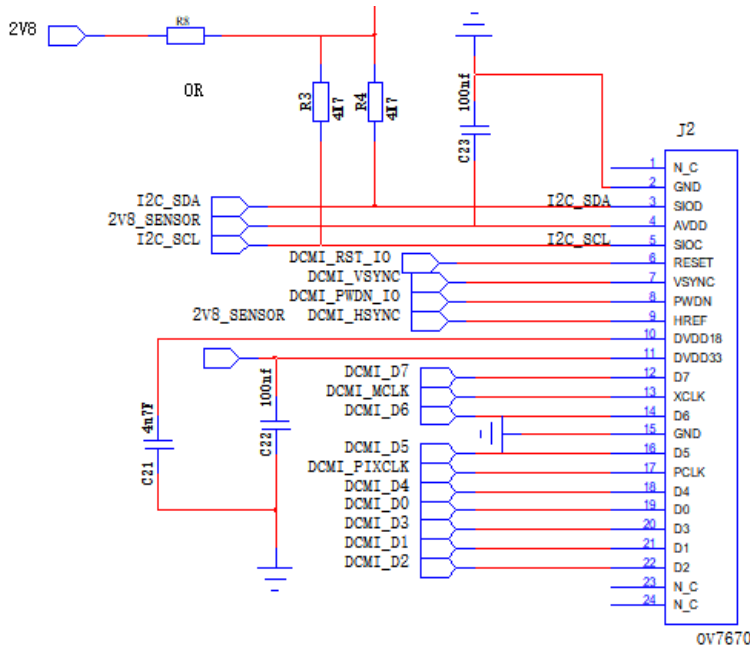 2V8
R8
OR
R3
4I7
R4
4I7
100nf
C23
J2
I2C_SDA
I2C_SDA
2V8_SENSOR
I2C_SCL
I2C_SCL
DCMI_RST_IO
DCMI_VSYNC
DCMI_PWDN_IO
2V8_SENSOR
DCMI_HSYNC
DCMI_D7
DCMI_MCLK
DCMI_D6
DCMI_D5
DCMI_PIXCLK
DCMI_D4
DCMI_D0
DCMI_D3
DCMI_D1
DCMI_D2
4n7F
C21
100nf
C22
1 N_C
2 GND
3 SIOD
4 AVDD
5 SIOC
6 RESET
7 VSYNC
8 PWDN
9 HREF
10 DVDD18
11 DVDD33
12 D7
13 XCLK
14 D6
15 GND
16 D5
17 PCLK
18 D4
19 D0
20 D3
21 D1
22 D2
23 N_C
24 N_C
OV7670